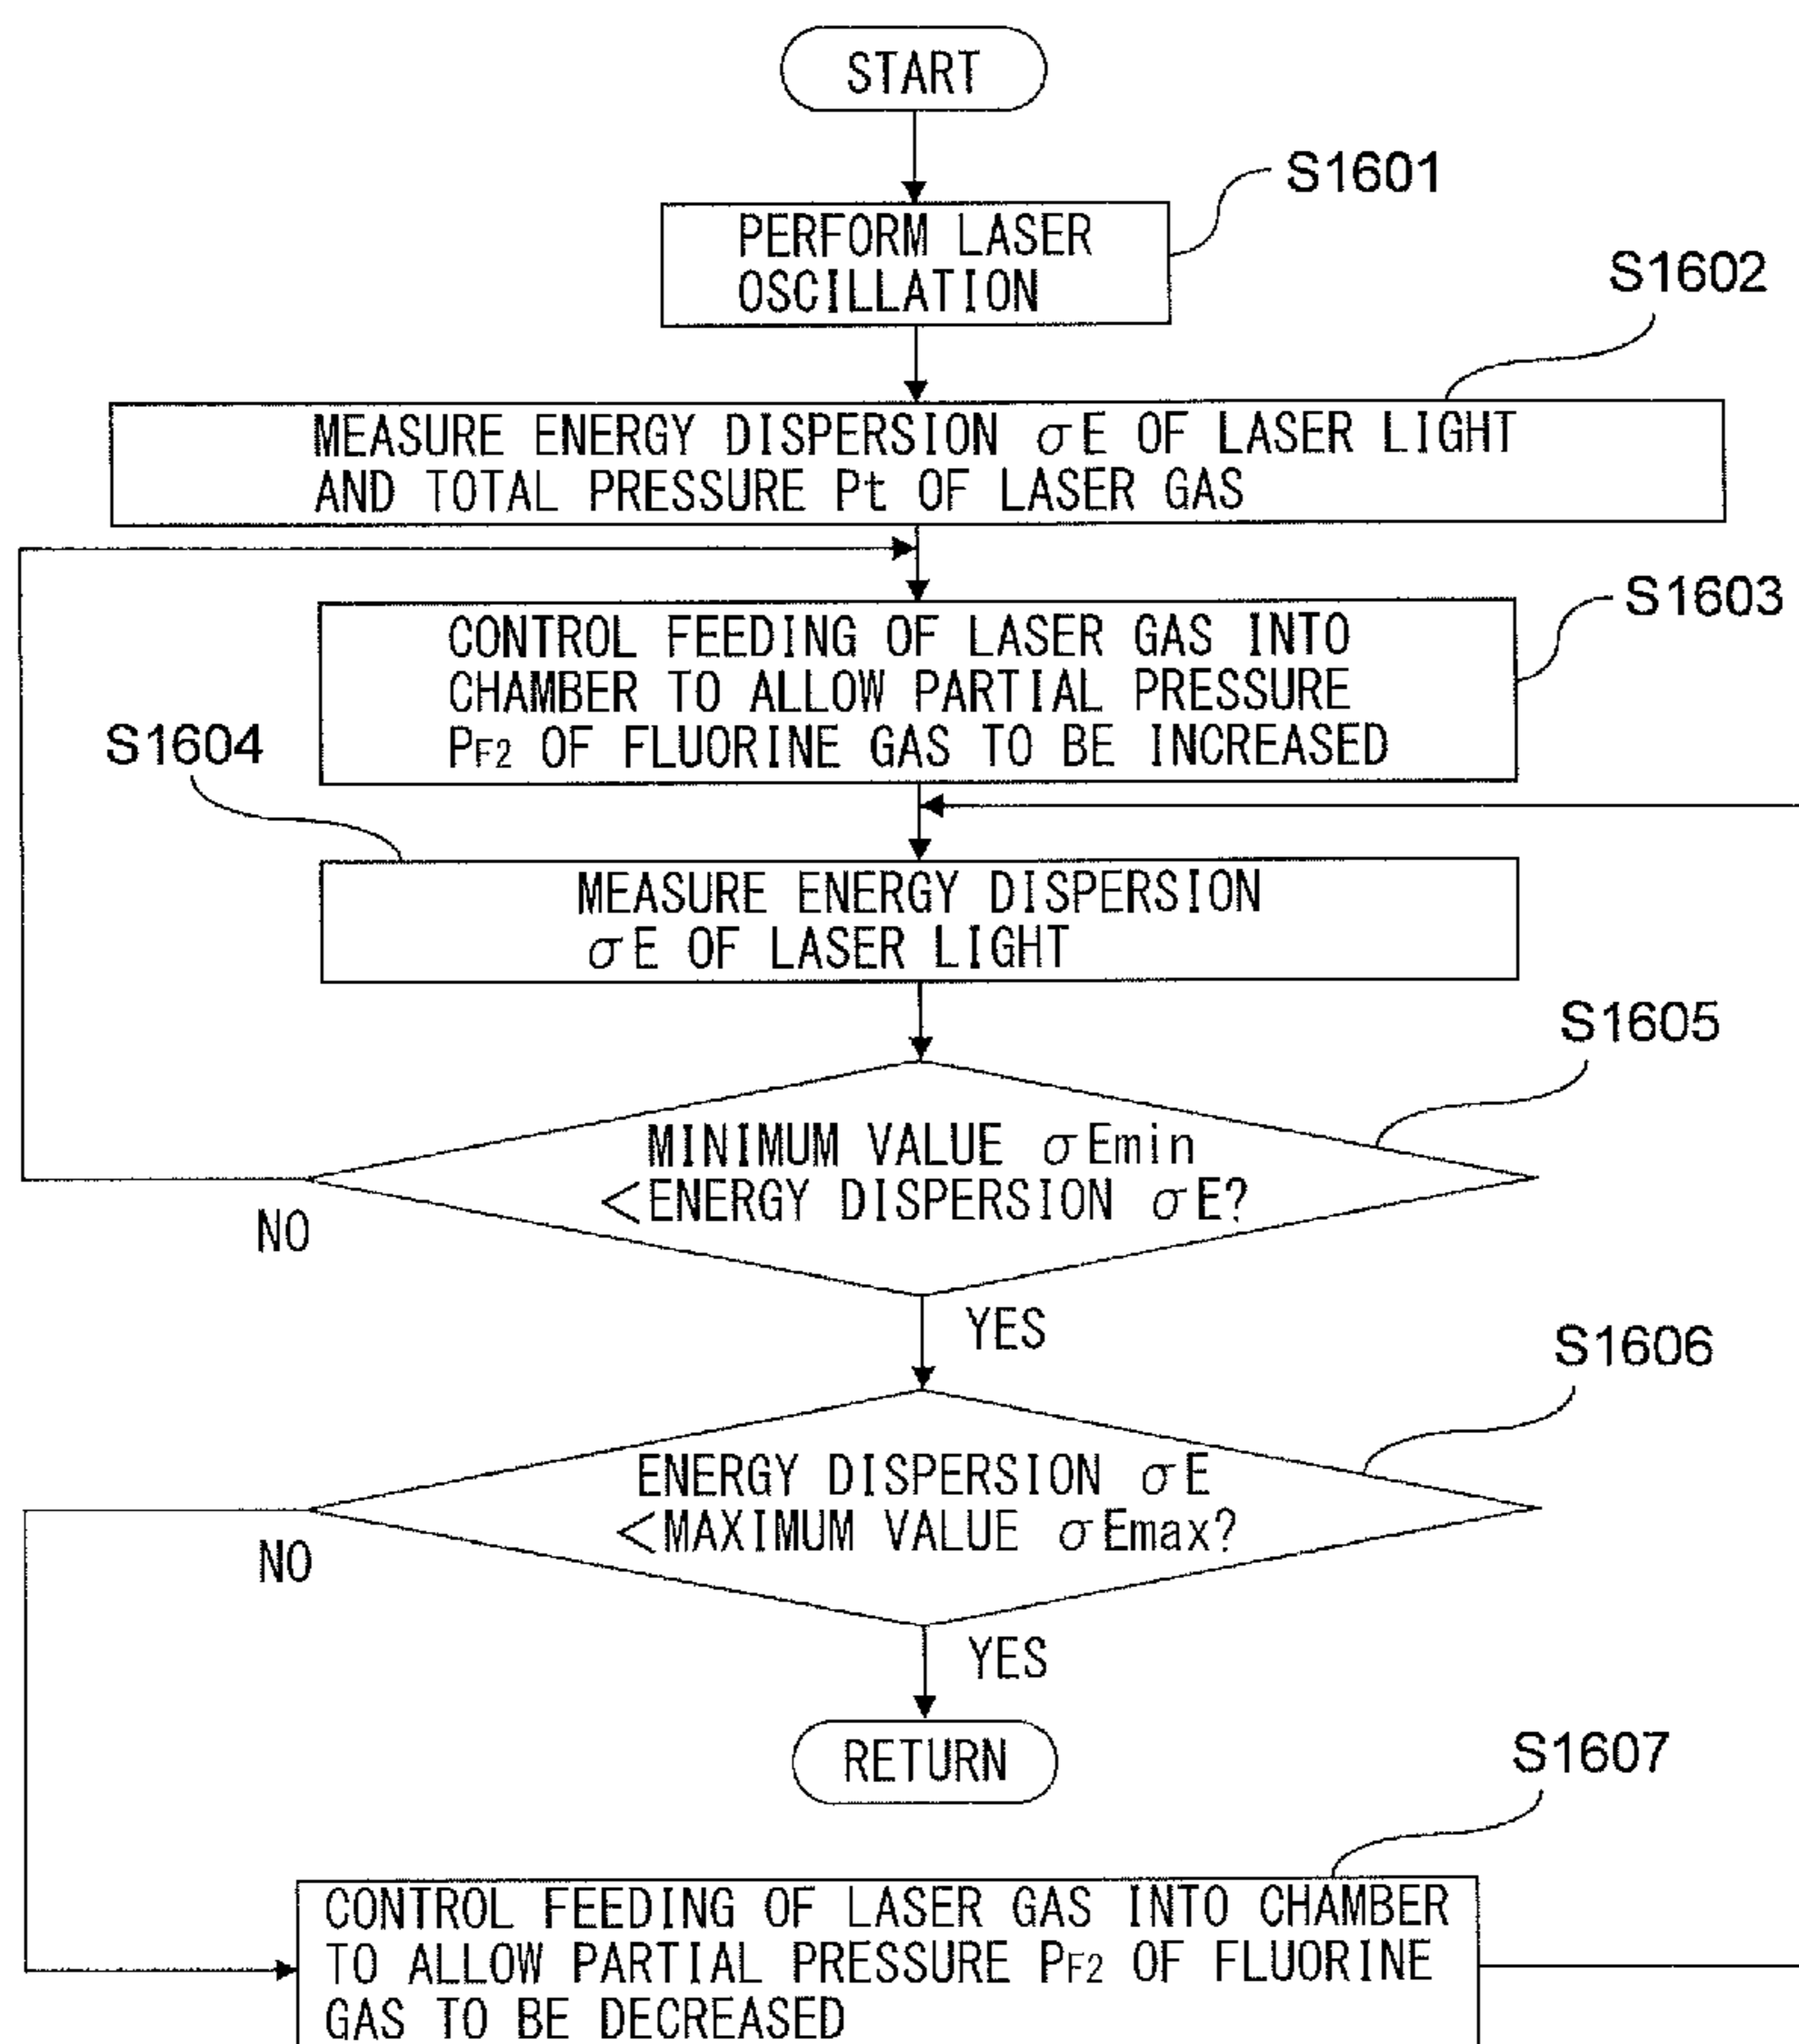 START
S1601
PERFORM LASER
OSCILLATION
S1602
MEASURE ENERGY DISPERSION σE OF LASER LIGHT
AND TOTAL PRESSURE Pt OF LASER GAS
S1603
CONTROL FEEDING OF LASER GAS INTO
CHAMBER TO ALLOW PARTIAL PRESSURE
PF2 OF FLUORINE GAS TO BE INCREASED
S1604
MEASURE ENERGY DISPERSION
σE OF LASER LIGHT
S1605
MINIMUM VALUE σEmin
<ENERGY DISPERSION σE?
NO
YES
S1606
ENERGY DISPERSION σE
<MAXIMUM VALUE σEmax?
NO
YES
RETURN
S1607
CONTROL FEEDING OF LASER GAS INTO CHAMBER
TO ALLOW PARTIAL PRESSURE PF2 OF FLUORINE
GAS TO BE DECREASED